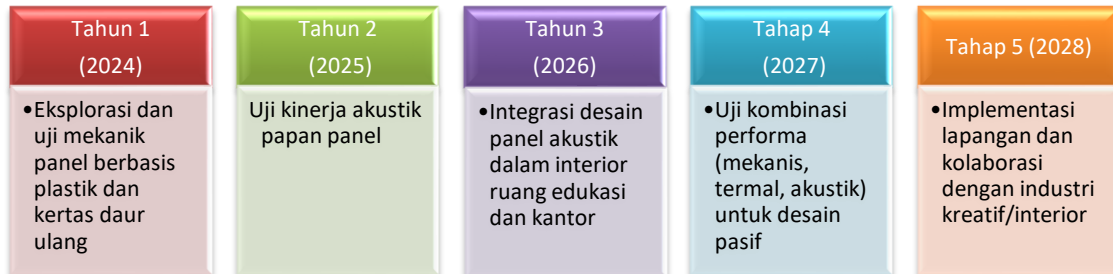 Tahun 1
(2024)
•Eksplorasi dan
uji mekanik
panel berbasis
plastik dan
kertas daur
ulang
Tahun 2
(2025)
Uji kinerja akustik
papan panel
Tahun 3
(2026)
•Integrasi desain
panel akustik
dalam interior
ruang edukasi
dan kantor
Tahap 4
(2027)
•Uji kombinasi
performa
(mekanis,
termal, akustik)
untuk desain
pasif
Tahap 5 (2028)
•Implementasi
lapangan dan
kolaborasi
dengan industri
kreatif/interior